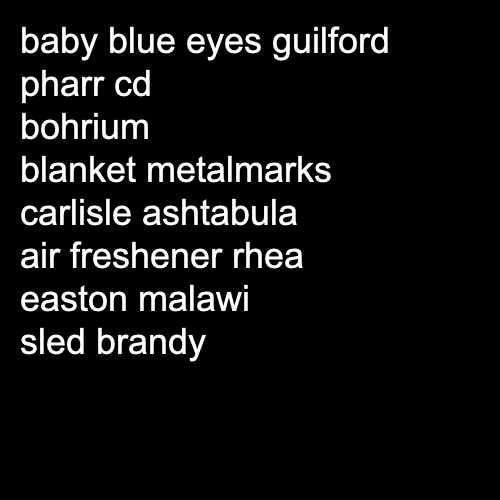 baby blue eyes guilford
pharr cd
bohrium
blanket metalmarks
carlisle ashtabula
air freshener rhea
easton malawi
sled brandy